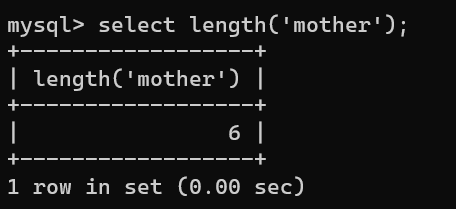 mysql> select length('mother');
+------------------+
| length('mother') |
+------------------+
|                6 |
+------------------+
1 row in set (0.00 sec)